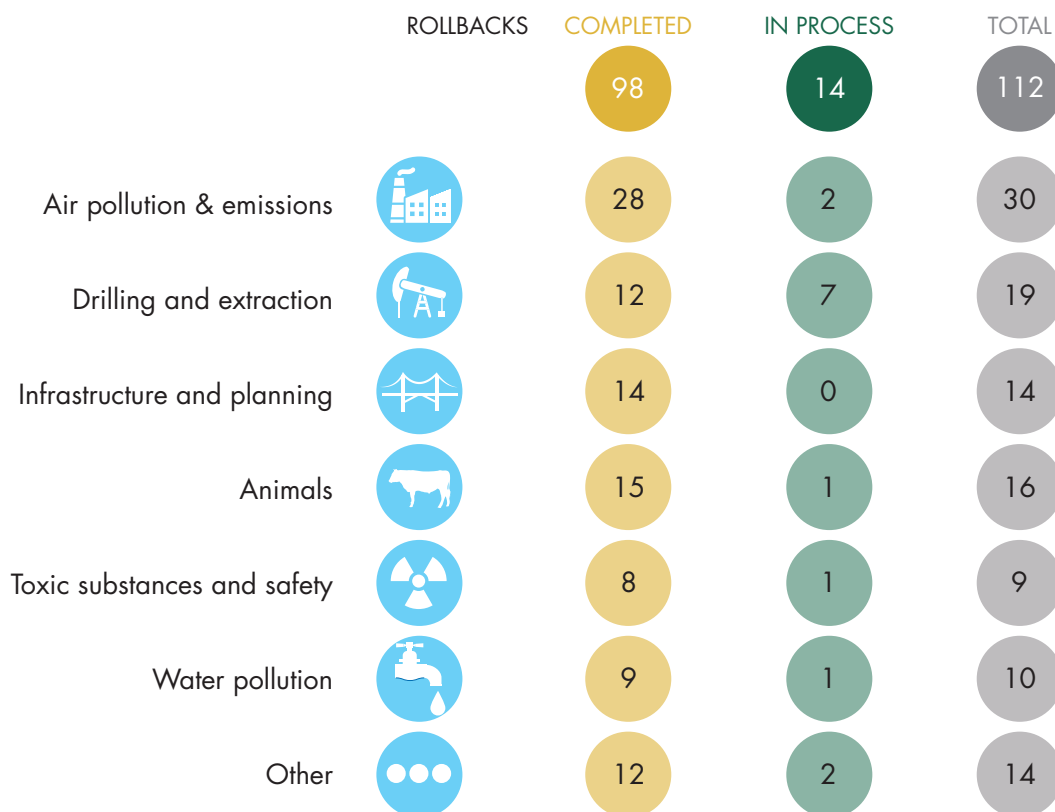 ROLLBACKS COMPLETED IN PROCESS TOTAL
98 14 112
Air pollution & emissions 28 2 30
Drilling and extraction 12 7 19
Infrastructure and planning 14 0 14
Animals 15 1 16
Toxic substances and safety 8 1 9
Water pollution 9 1 10
Other 12 2 14